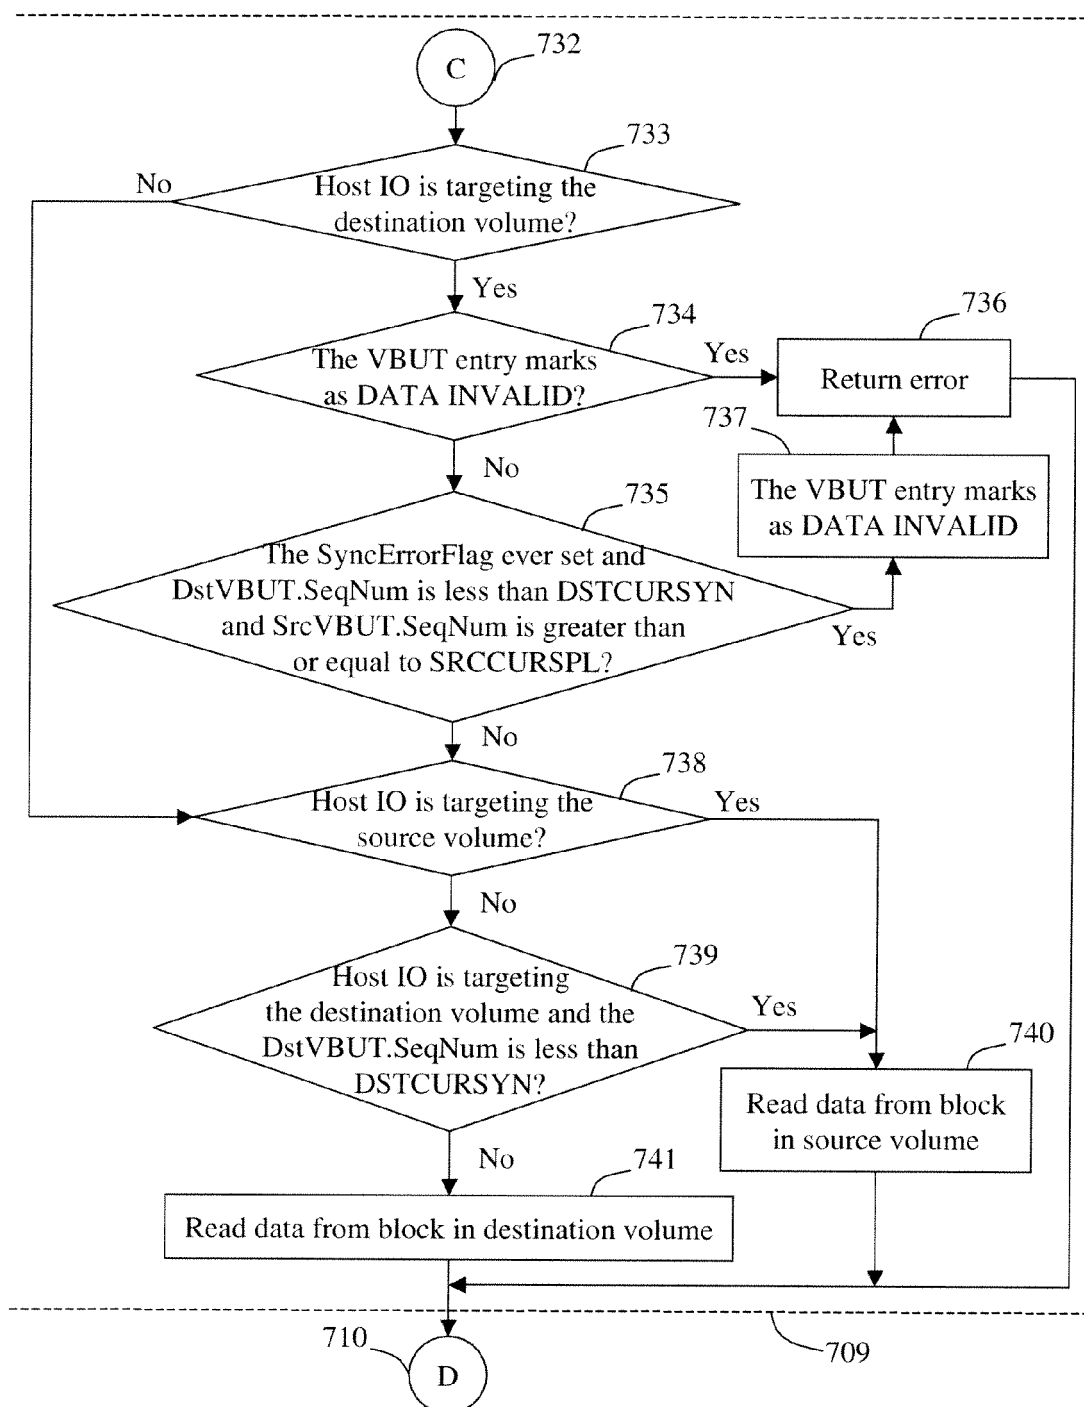 732
C
733
No
Host IO is targeting the
destination volume?
Yes
734
736
The VBUT entry marks
as DATA INVALID?
Yes
Return error
737
No
The VBUT entry marks
as DATA INVALID
735
The SyncErrorFlag ever set and
DstVBUT.SeqNum is less than DSTCURSYN
and SrcVBUT.SeqNum is greater than
or equal to SRCCURSPL?
Yes
No
738
Host IO is targeting the
source volume?
Yes
No
739
Host IO is targeting
the destination volume and the
DstVBUT.SeqNum is less than
DSTCURSYN?
Yes
740
Read data from block
in source volume
No
741
Read data from block in destination volume
710
D
709